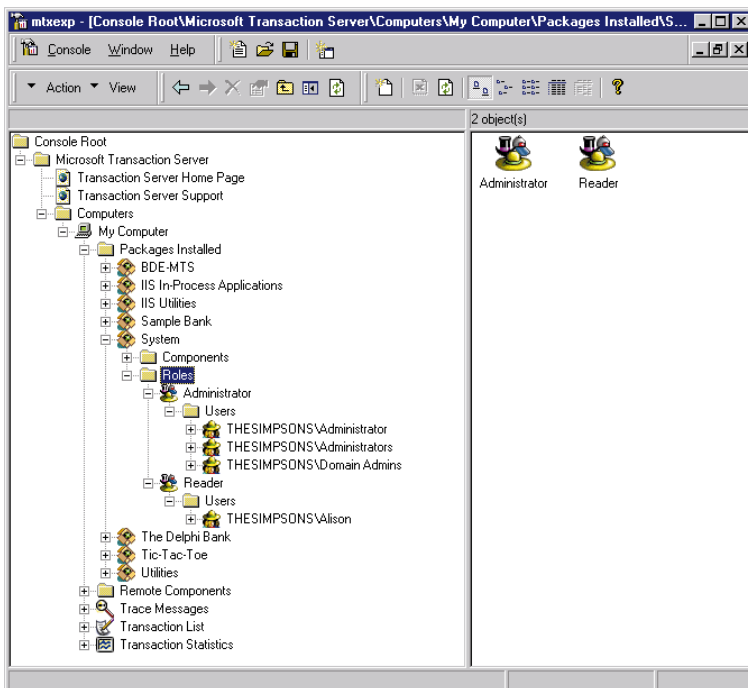 mtxexp - [Console Root\Microsoft Transaction Server\Computers\My Computer\Packages Installed\S...
Console Window Help
Action View
2 object(s)
Console Root
Microsoft Transaction Server
Transaction Server Home Page
Transaction Server Support
Computers
My Computer
Packages Installed
BDE-MTS
IIS In-Process Applications
IIS Utilities
Sample Bank
System
Components
Roles
Administrator
Users
THESIMPSONS\Administrator
THESIMPSONS\Administrators
THESIMPSONS\Domain Admins
Reader
Users
THESIMPSONS\Alison
The Delphi Bank
Tic-Tac-Toe
Utilities
Remote Components
Trace Messages
Transaction List
Transaction Statistics
Administrator Reader